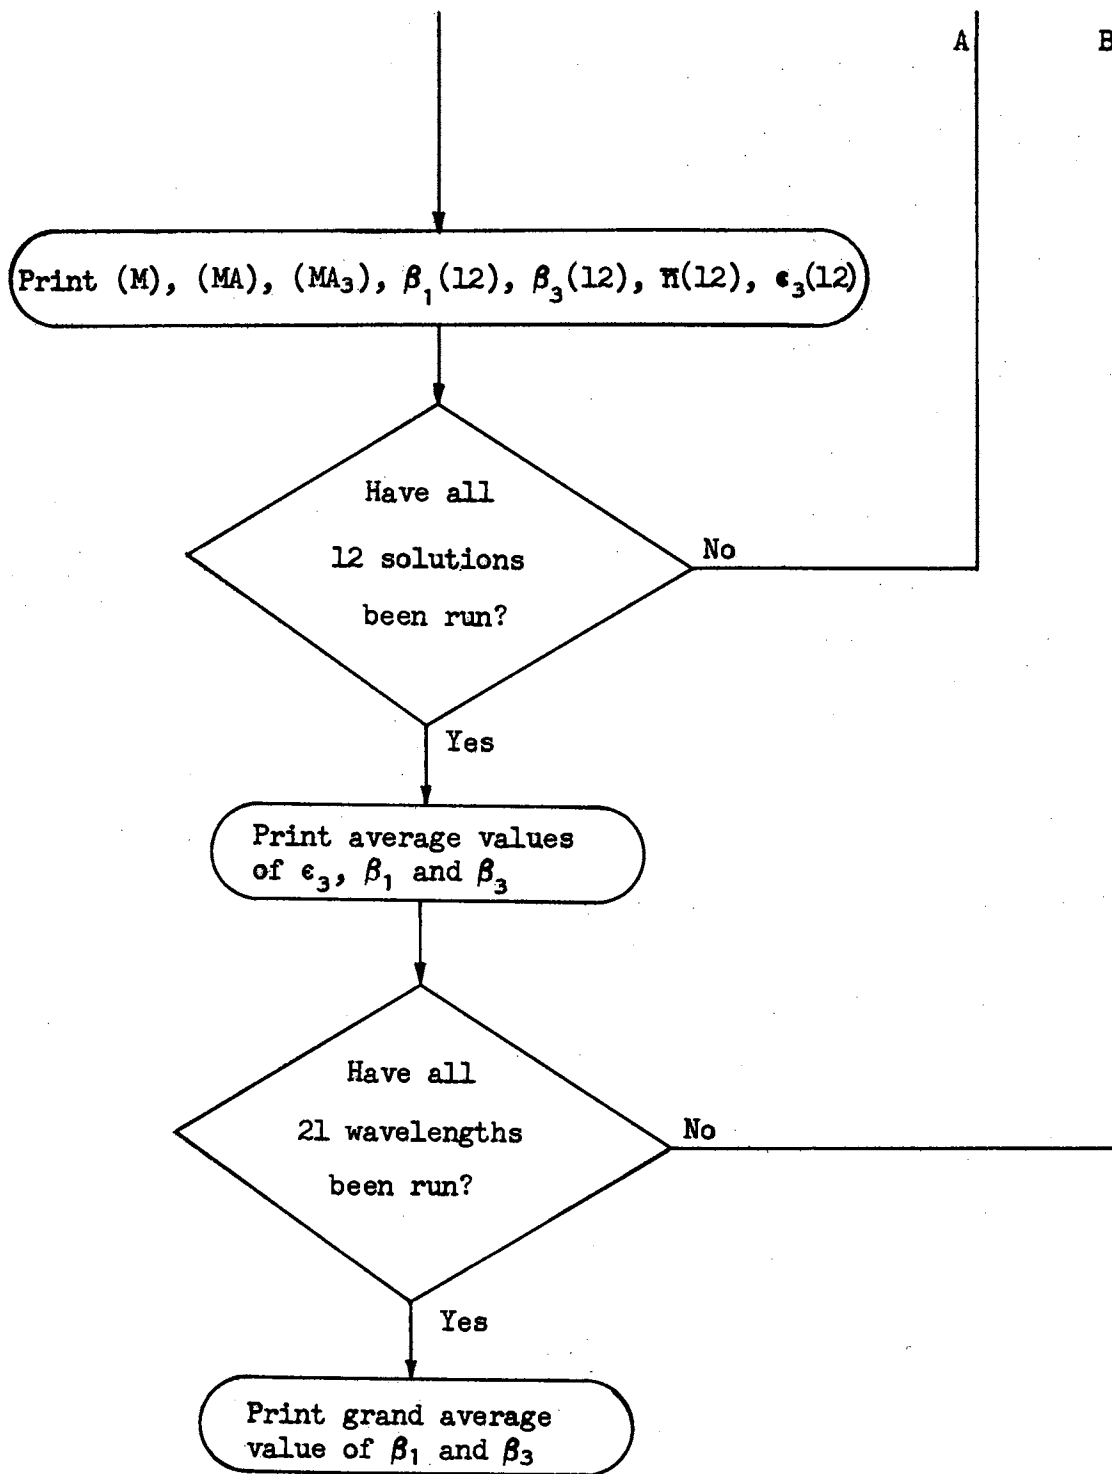 A B
Print (M), (MA), (MA₃), β₁(12), β₃(12), n̄(12), ε₃(12)
Have all
12 solutions
been run?
No
Yes
Print average values
of ε₃, β₁ and β₃
Have all
21 wavelengths
been run?
No
Yes
Print grand average
value of β₁ and β₃